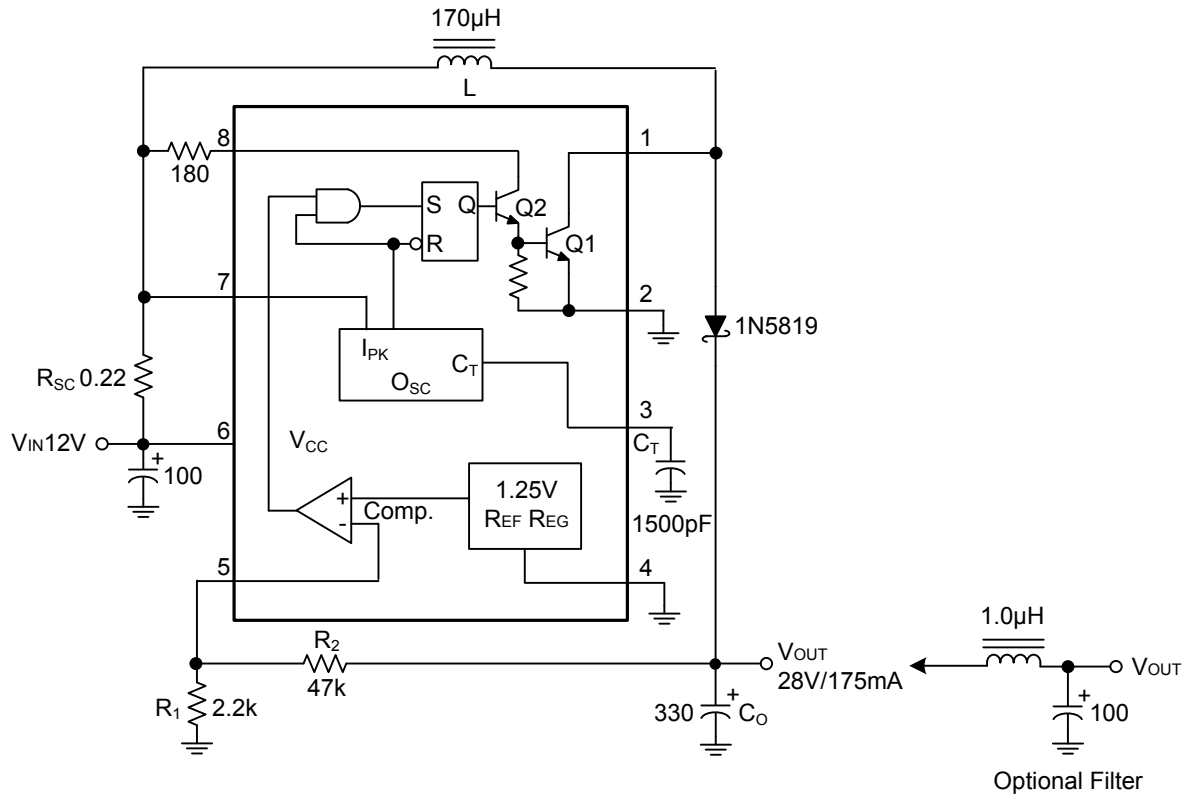 170µH
L
8
1
180
S
Q
Q2
R
Q1
7
2
IPK
CT
OSC
1N5819
RSC 0.22
3
VIN12V
6
VCC
CT
100
+
1.25V
REF REG
+
-
Comp.
1500pF
5
4
R2
47k
1.0µH
VOUT
28V/175mA
VOUT
R1
2.2k
330
+
CO
+
100
Optional Filter